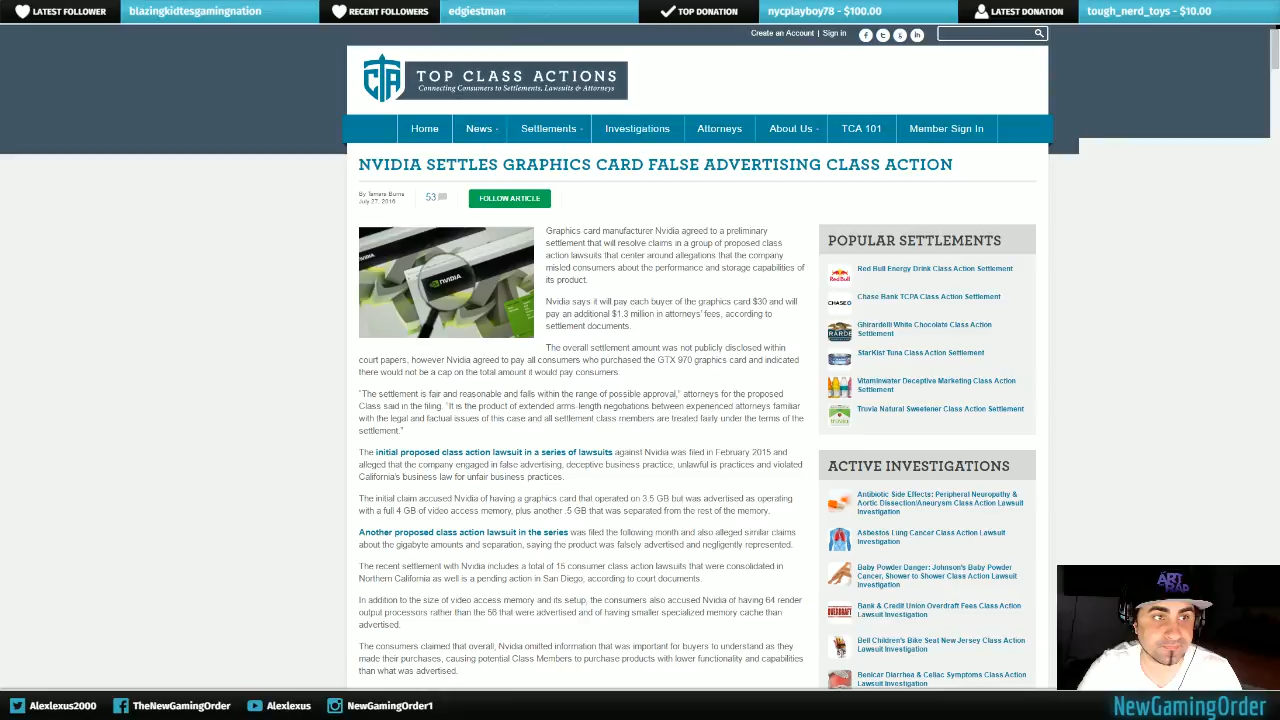 LATEST FOLLOWER blazingkidtesgamingnation RECENT FOLLOWERS edgiestman TOP DONATION nycplayboy78 - $100.00 LATEST DONATION tough_nerd_toys - $10.00
Create an Account | Sign in
TOP CLASS ACTIONS
Connecting Consumers to Settlements, Lawsuits & Attorneys
Home News Settlements Investigations Attorneys About Us TCA 101 Member Sign In
NVIDIA SETTLES GRAPHICS CARD FALSE ADVERTISING CLASS ACTION
By Tamara Burns
July 27, 2016
53
FOLLOW ARTICLE
NVIDIA
Graphics card manufacturer Nvidia agreed to a preliminary
settlement that will resolve claims in a group of proposed class
action lawsuits that center around allegations that the company
misled consumers about the performance and storage capabilities of
its product.
Nvidia says it will pay each buyer of the graphics card $30 and will
pay an additional $1.3 million in attorneys' fees, according to
settlement documents.
The overall settlement amount was not publicly disclosed within
court papers, however Nvidia agreed to pay all consumers who purchased the GTX 970 graphics card and indicated
there would not be a cap on the total amount it would pay consumers.
"The settlement is fair and reasonable and falls within the range of possible approval," attorneys for the proposed
Class said in the filing. "It is the product of extended arms-length negotiations between experienced attorneys familiar
with the legal and factual issues of this case and all settlement class members are treated fairly under the terms of the
settlement."
The initial proposed class action lawsuit in a series of lawsuits against Nvidia was filed in February 2015 and
alleged that the company engaged in false advertising, deceptive business practice, unlawful is practices and violated
California's business law for unfair business practices.
The initial claim accused Nvidia of having a graphics card that operated on 3.5 GB but was advertised as operating
with a full 4 GB of video access memory, plus another .5 GB that was separated from the rest of the memory.
Another proposed class action lawsuit in the series was filed the following month and also alleged similar claims
about the gigabyte amounts and separation, saying the product was falsely advertised and negligently represented.
The recent settlement with Nvidia includes a total of 15 consumer class action lawsuits that were consolidated in
Northern California as well is a pending action in San Diego, according to court documents.
In addition to the size of video access memory and its setup, the consumers also accused Nvidia of having 64 render
output processors rather than the 56 that were advertised and of having smaller specialized memory cache than
advertised.
The consumers claimed that overall, Nvidia omitted information that was important for buyers to understand as they
made their purchases, causing potential Class Members to purchase products with lower functionality and capabilities
than what was advertised.
POPULAR SETTLEMENTS
Red Bull Energy Drink Class Action Settlement
Chase Bank TCPA Class Action Settlement
Ghirardelli White Chocolate Class Action
Settlement
StarKist Tuna Class Action Settlement
Vitaminwater Deceptive Marketing Class Action
Settlement
Truvia Natural Sweetener Class Action Settlement
ACTIVE INVESTIGATIONS
Antibiotic Side Effects: Peripheral Neuropathy &
Aortic Dissection/Aneurysm Class Action Lawsuit
Investigation
Asbestos Lung Cancer Class Action Lawsuit
Investigation
Baby Powder Danger: Johnson's Baby Powder
Cancer, Shower to Shower Class Action Lawsuit
Investigation
Bank & Credit Union Overdraft Fees Class Action
Lawsuit Investigation
Bell Children's Bike Seat New Jersey Class Action
Lawsuit Investigation
Benicar Diarrhea & Celiac Symptoms Class Action
Lawsuit Investigation
Alexlexus2000 TheNewGamingOrder Alexlexus NewGamingOrder1 NewGamingOrder